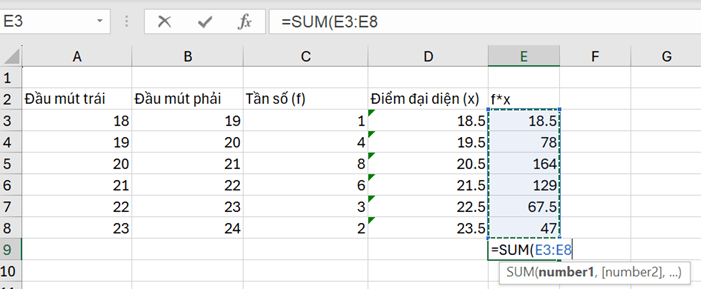 E3 fx =SUM(E3:E8
A B C D E F G
1
2 Đầu mút trái Đầu mút phải Tần số (f) Điểm đại diện (x) f*x
3 18 19 1 18.5 18.5
4 19 20 4 19.5 78
5 20 21 8 20.5 164
6 21 22 6 21.5 129
7 22 23 3 22.5 67.5
8 23 24 2 23.5 47
9 =SUM(E3:E8
10 SUM(number1, [number2], ...)